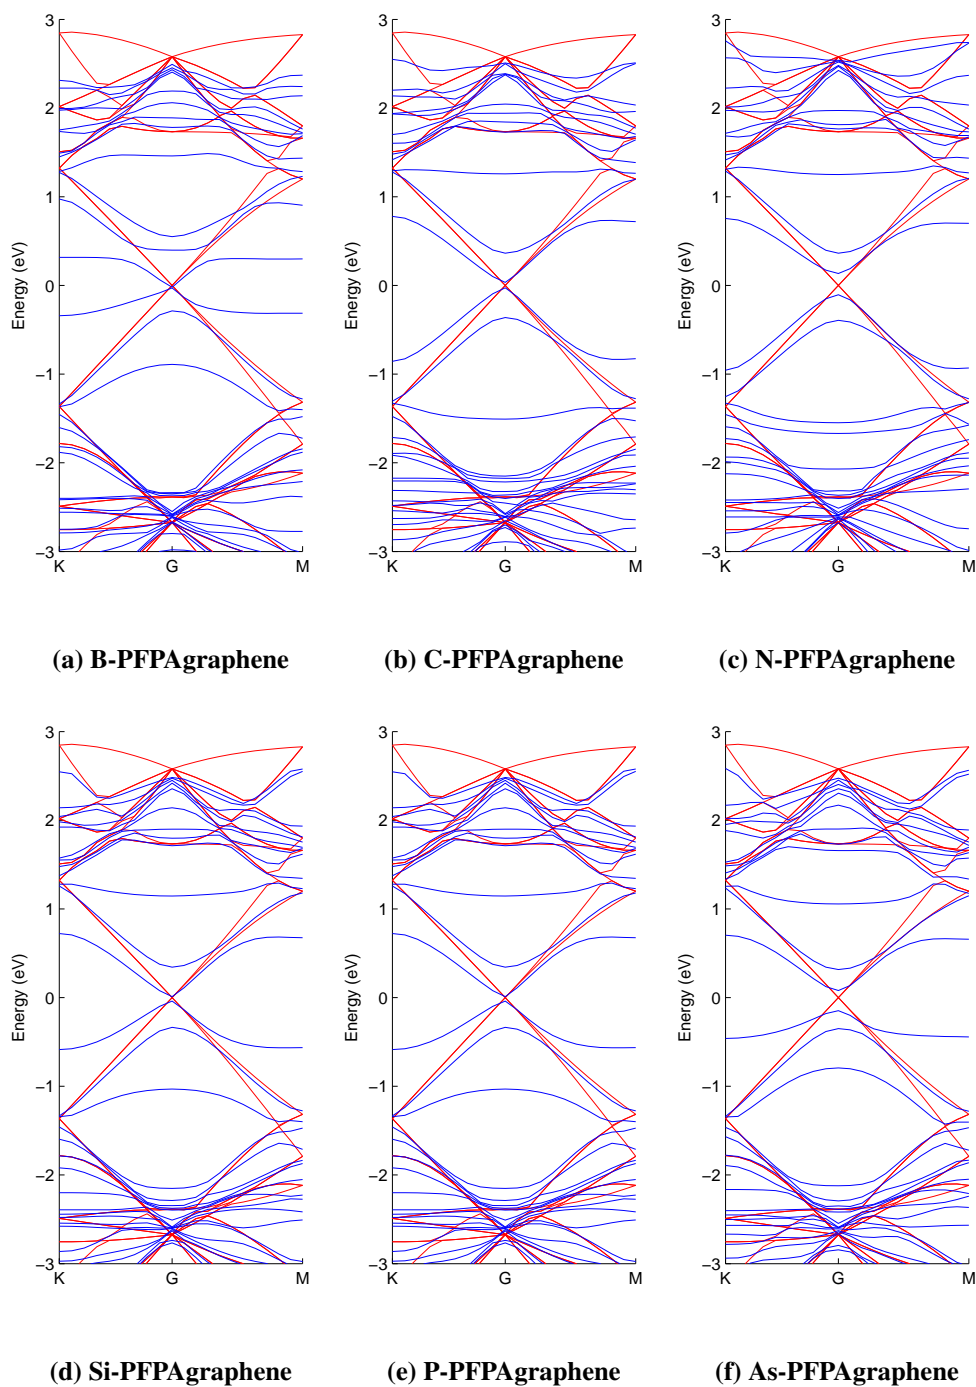 3
2
1
0
−1
−2
−3
Energy (eV)
K G M
(a) B-PFPAgraphene
3
2
1
0
−1
−2
−3
Energy (eV)
K G M
(b) C-PFPAgraphene
3
2
1
0
−1
−2
−3
Energy (eV)
K G M
(c) N-PFPAgraphene
3
2
1
0
−1
−2
−3
Energy (eV)
K G M
(d) Si-PFPAgraphene
3
2
1
0
−1
−2
−3
Energy (eV)
K G M
(e) P-PFPAgraphene
3
2
1
0
−1
−2
−3
Energy (eV)
K G M
(f) As-PFPAgraphene